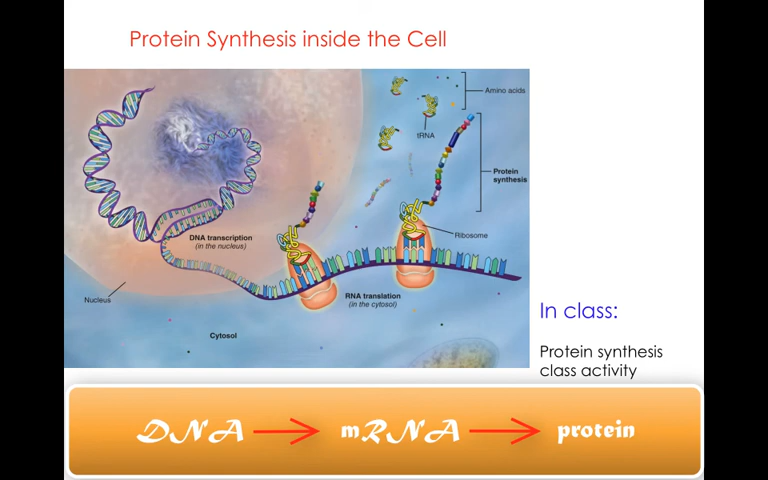 Protein Synthesis inside the Cell
Amino acids
tRNA
Protein
synthesis
Ribosome
DNA transcription
(in the nucleus)
Nucleus
RNA translation
(in the cytosol)
Cytosol
In class:
Protein synthesis
class activity
DNA → mRNA → protein